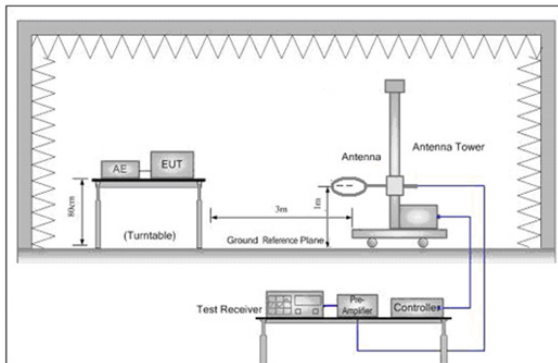 Antenna
Antenna Tower
AE
EUT
80cm
(Turntable)
3m
1m
Ground Reference Plane
Test Receiver
Pre-
Amplifier
Controller